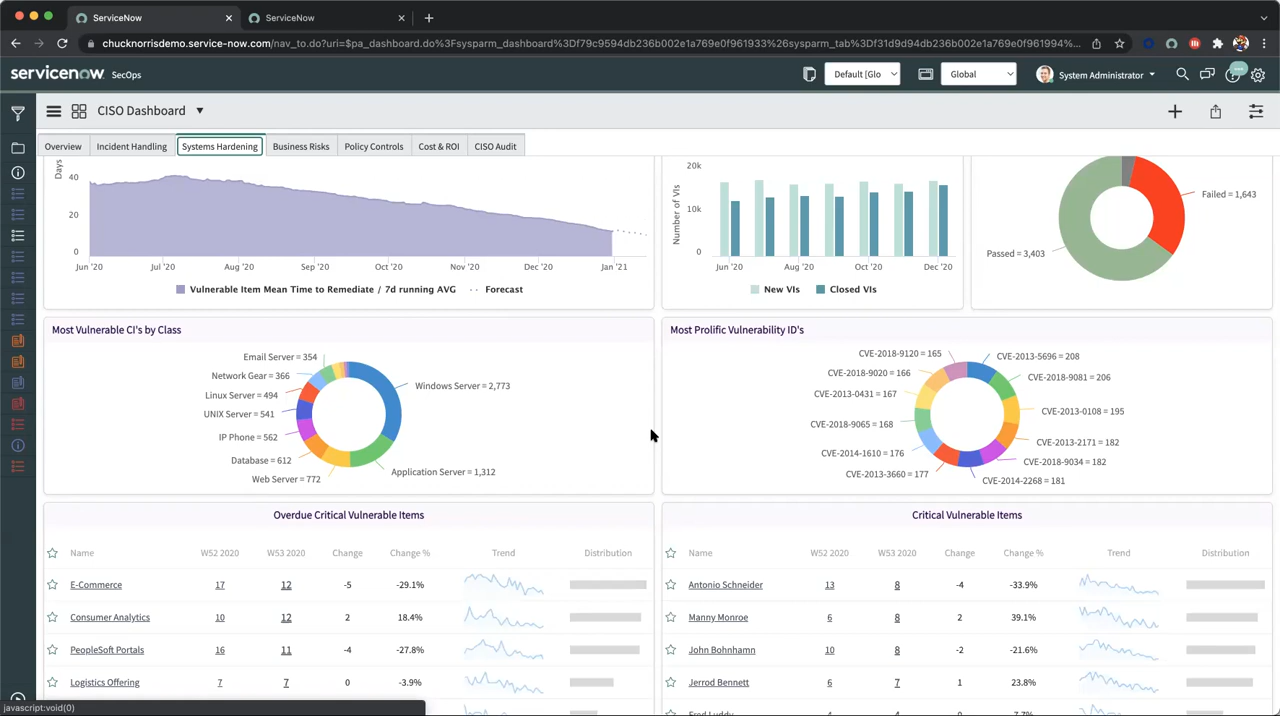 ServiceNow
ServiceNow
chucknorrisdemo.service-now.com/nav_to.do?uri=$pa_dashboard.do%3Fsysparm_dashboard%3Df79c9594db236b002e1a769e0f961933%26sysparm_tab%3Df31d9d94db236b002e1a769e0f961994%...
servicenow SecOps
Default [Glo
Global
System Administrator
CISO Dashboard
Overview
Incident Handling
Systems Hardening
Business Risks
Policy Controls
Cost & ROI
CISO Audit
Days
40
20
0
Jun '20 Jul '20 Aug '20 Sep '20 Oct '20 Nov '20 Dec '20 Jan '21
Vulnerable Item Mean Time to Remediate / 7d running AVG
Forecast
Number of VIs
20k
10k
0
Jun '20 Aug '20 Oct '20 Dec '20
New VIs
Closed VIs
Failed = 1,643
Passed = 3,403
Most Vulnerable CI's by Class
Email Server = 354
Network Gear = 366
Linux Server = 494
UNIX Server = 541
IP Phone = 562
Database = 612
Web Server = 772
Windows Server = 2,773
Application Server = 1,312
Most Prolific Vulnerability ID's
CVE-2018-9120 = 165
CVE-2018-9020 = 166
CVE-2013-0431 = 167
CVE-2018-9065 = 168
CVE-2014-1610 = 176
CVE-2013-3660 = 177
CVE-2013-5696 = 208
CVE-2018-9081 = 206
CVE-2013-0108 = 195
CVE-2013-2171 = 182
CVE-2018-9034 = 182
CVE-2014-2268 = 181
Overdue Critical Vulnerable Items
Name W52 2020 W53 2020 Change Change % Trend Distribution
E-Commerce 17 12 -5 -29.1%
Consumer Analytics 10 12 2 18.4%
PeopleSoft Portals 16 11 -4 -27.8%
Logistics Offering 7 7 0 -3.9%
Critical Vulnerable Items
Name W52 2020 W53 2020 Change Change % Trend Distribution
Antonio Schneider 13 8 -4 -33.9%
Manny Monroe 6 8 2 39.1%
John Bohnhamn 10 8 -2 -21.6%
Jerrod Bennett 6 7 1 23.8%
Fred Luddy
javascript:void(0)